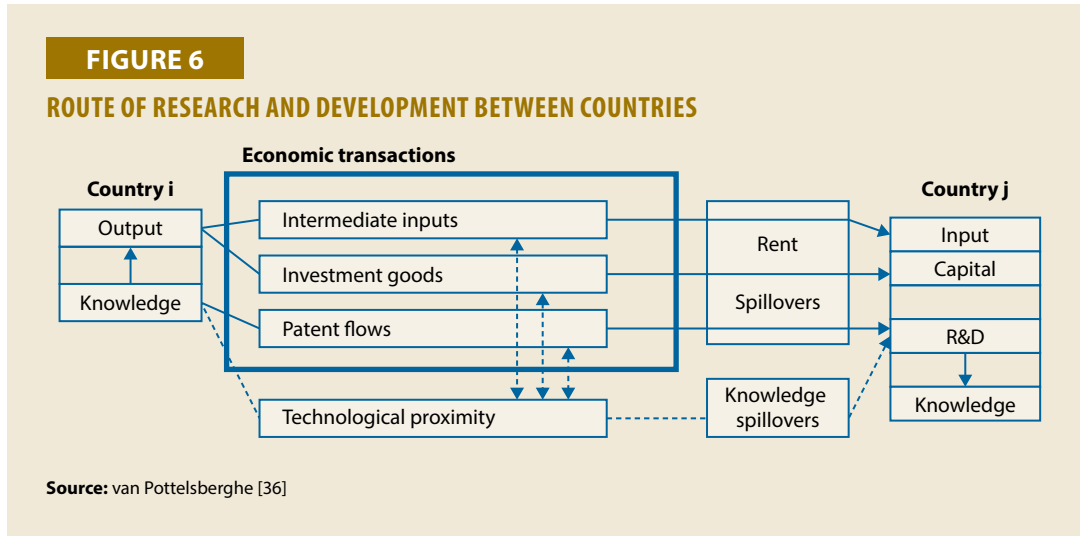 FIGURE 6
ROUTE OF RESEARCH AND DEVELOPMENT BETWEEN COUNTRIES
Economic transactions
Country i
Output
Knowledge
Intermediate inputs
Investment goods
Patent flows
Technological proximity
Rent
Spillovers
Knowledge
spillovers
Country j
Input
Capital
R&D
Knowledge
Source: van Pottelsberghe [36]